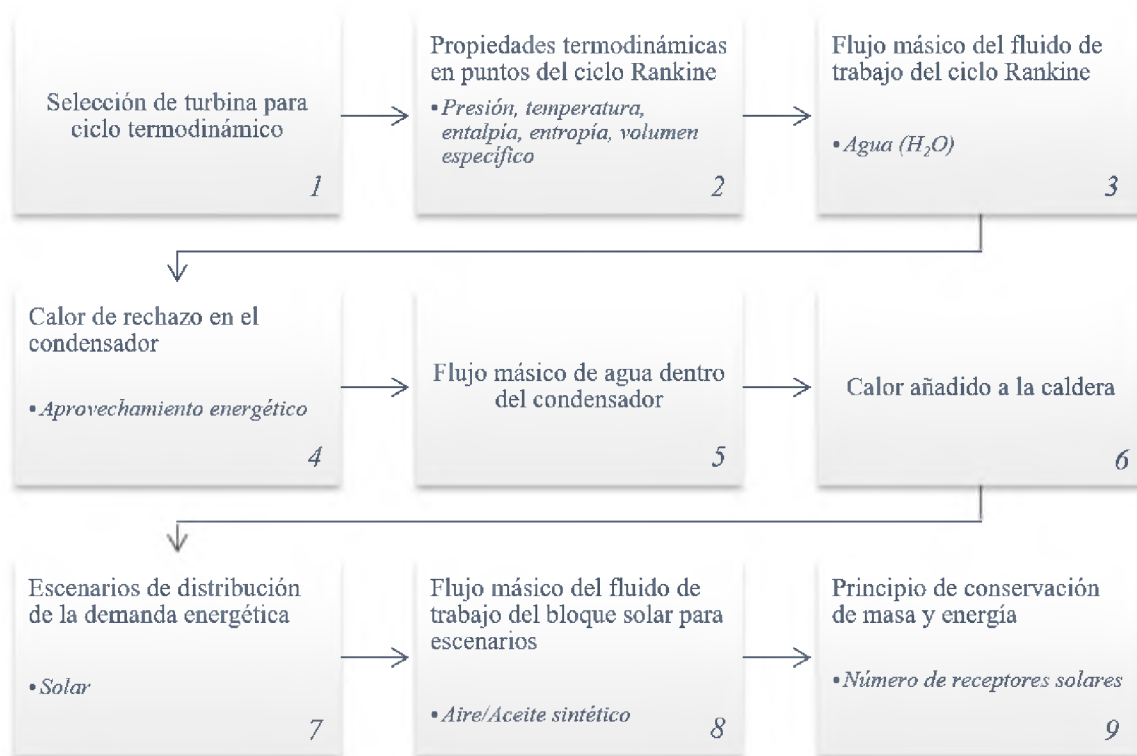 Selección de turbina para
ciclo termodinámico
1
Propiedades termodinámicas
en puntos del ciclo Rankine
•Presión, temperatura,
entalpía, entropía, volumen
específico
2
Flujo másico del fluido de
trabajo del ciclo Rankine
•Agua (H₂O)
3
Calor de rechazo en el
condensador
•Aprovechamiento energético
4
Flujo másico de agua dentro
del condensador
5
Calor añadido a la caldera
6
Escenarios de distribución
de la demanda energética
•Solar
7
Flujo másico del fluido de
trabajo del bloque solar para
escenarios
•Aire/Aceite sintético
8
Principio de conservación
de masa y energía
•Número de receptores solares
9